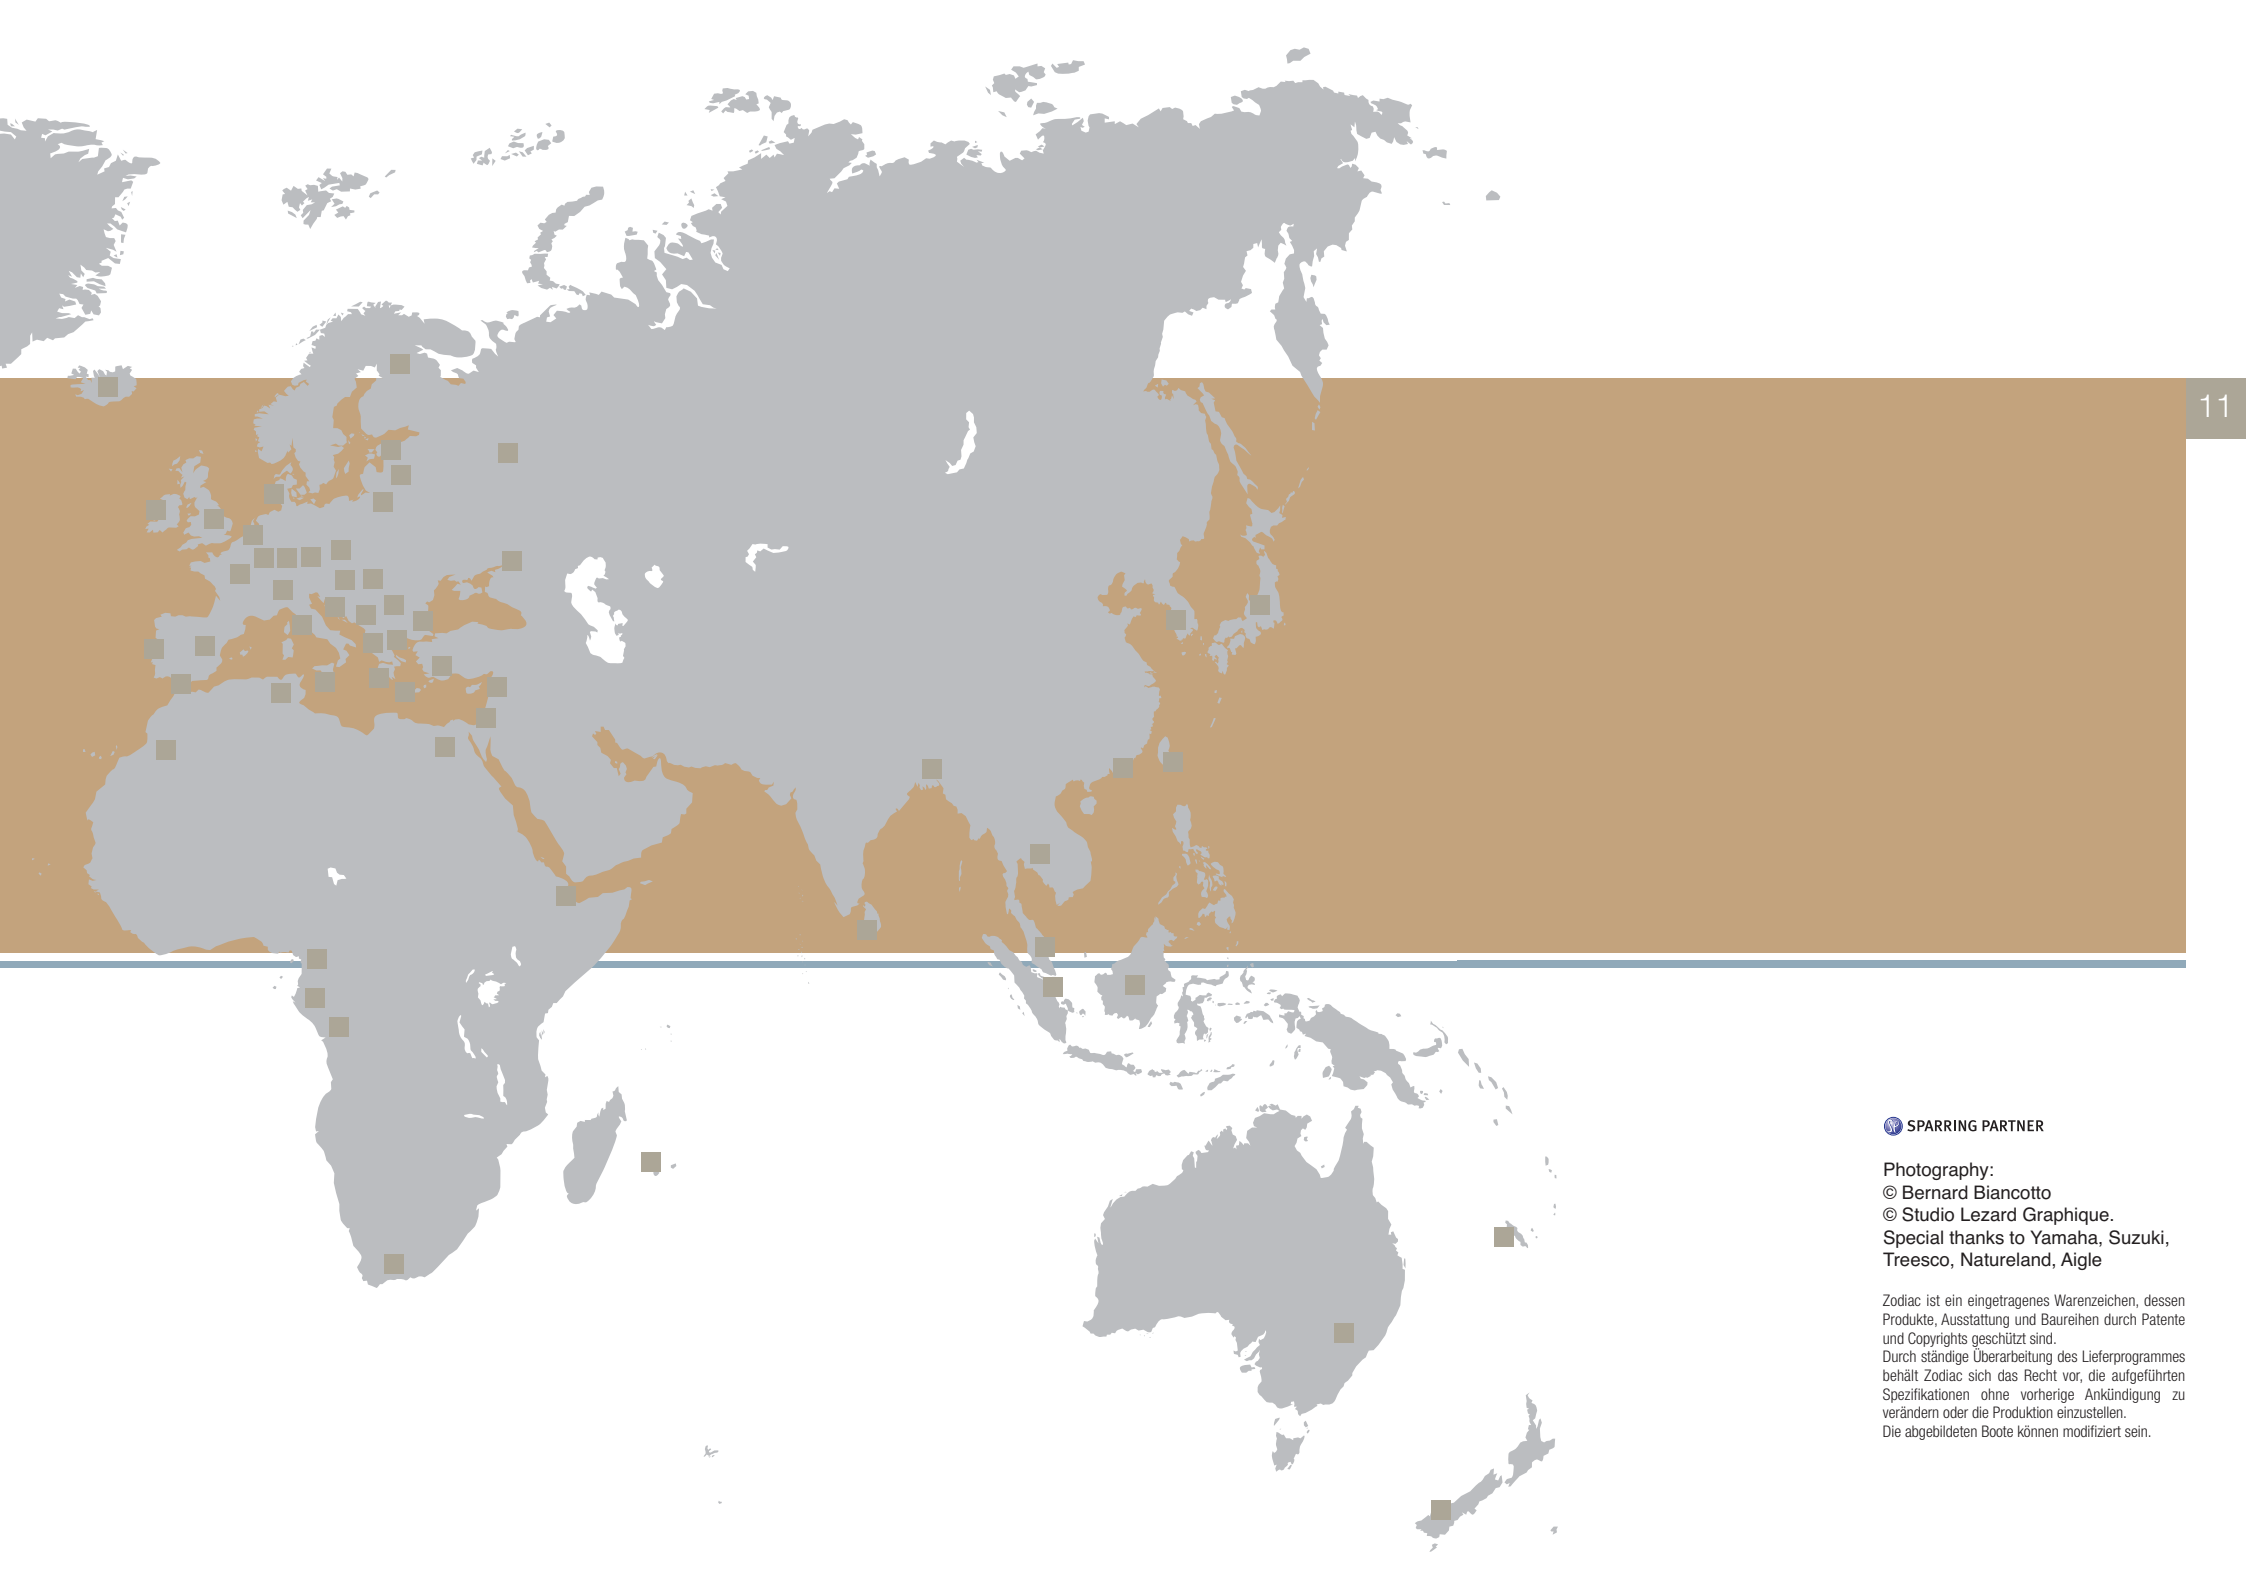 11
SPARRING PARTNER
Photography:
© Bernard Biancotto
© Studio Lezard Graphique.
Special thanks to Yamaha, Suzuki,
Treesco, Natureland, Aigle
Zodiac ist ein eingetragenes Warenzeichen, dessen
Produkte, Ausstattung und Baureihen durch Patente
und Copyrights geschützt sind.
Durch ständige Überarbeitung des Lieferprogrammes
behält Zodiac sich das Recht vor, die aufgeführten
Spezifikationen ohne vorherige Ankündigung zu
verändern oder die Produktion einzustellen.
Die abgebildeten Boote können modifiziert sein.